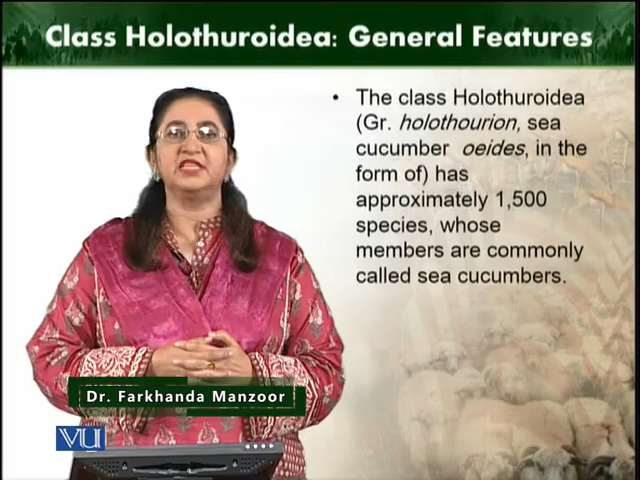 Class Holothuroidea: General Features
• The class Holothuroidea
(Gr. holothourion, sea
cucumber oeides, in the
form of) has
approximately 1,500
species, whose
members are commonly
called sea cucumbers.
Dr. Farkhanda Manzoor
VU